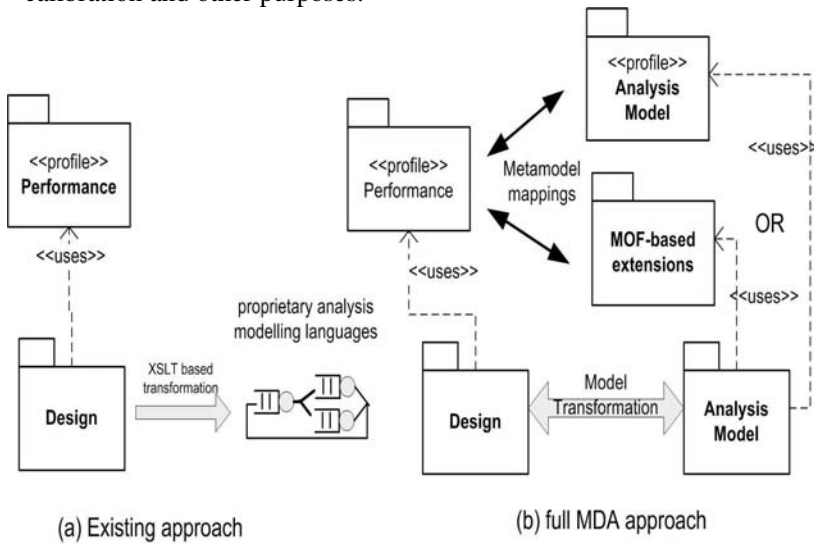 calibration and other purposes.
<<profile>>
Performance
<<uses>>
Design
XSLT based
transformation
proprietary analysis
modelling languages
(a) Existing approach
<<profile>>
Performance
<<uses>>
Metamodel
mappings
<<profile>>
Analysis
Model
<<uses>>
MOF-based
extensions
OR
<<uses>>
Design
Model
Transformation
Analysis
Model
(b) full MDA approach